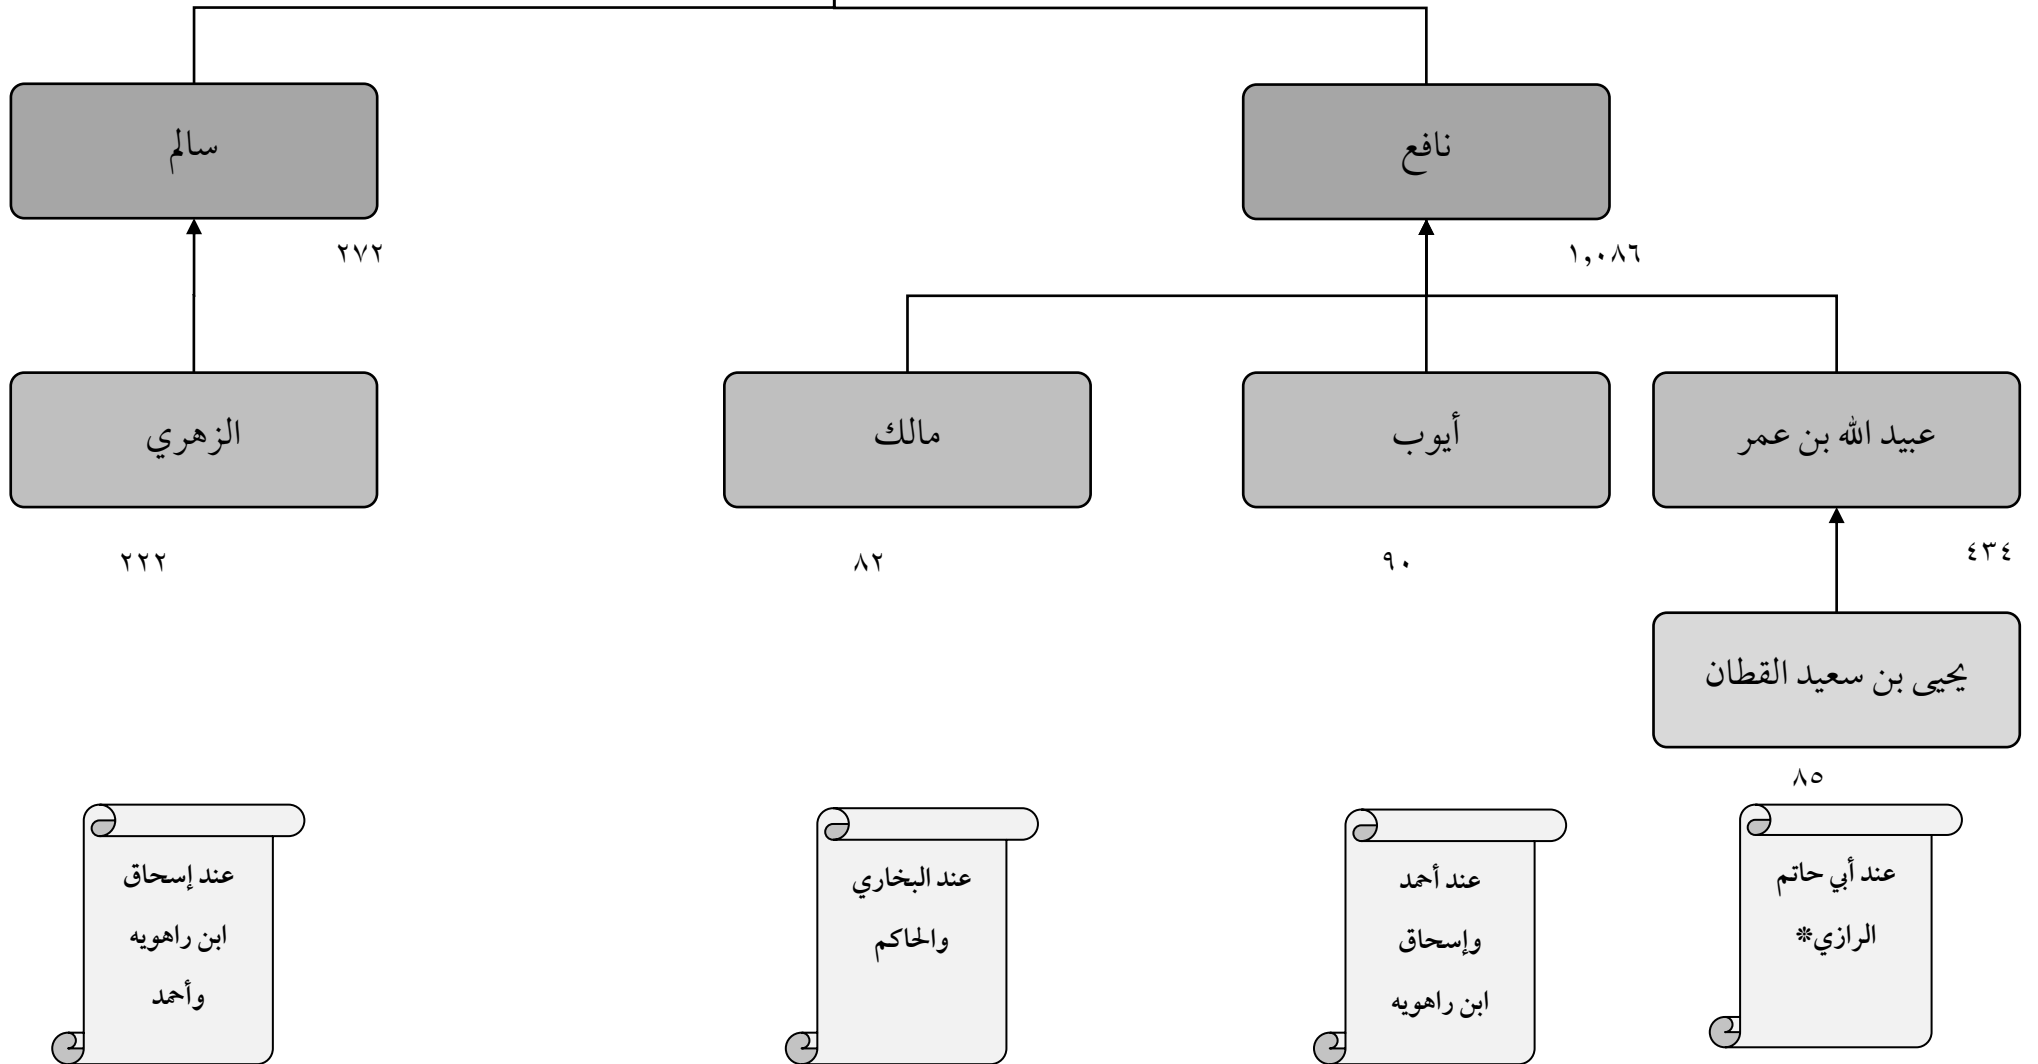 نافع
سالم
١,٠٨٦
٢٧٢
عبيد الله بن عمر
أيوب
مالك
الزهري
٤٣٤
٩٠
٨٢
٢٢٢
يحيى بن سعيد القطان
٨٥
عند أبي حاتم
الرازي*
عند أحمد
وإسحاق
ابن راهويه
عند البخاري
والحاكم
عند إسحاق
ابن راهويه
وأحمد